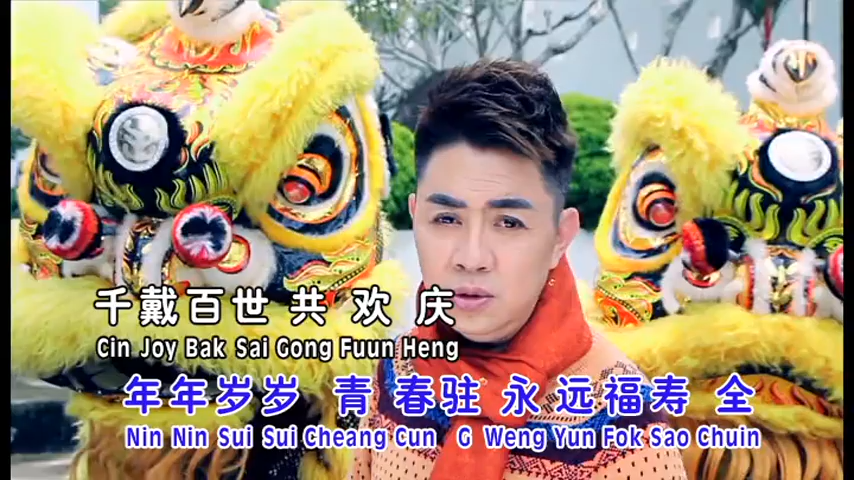 千戴百世 共 欢 庆
Cin Joy Bak Sai Gong Fuun Heng
年年岁岁 青 春驻 永远福寿 全
Nin Nin Sui Sui Cheang Cun G Weng Yun Fok Sao Chuin